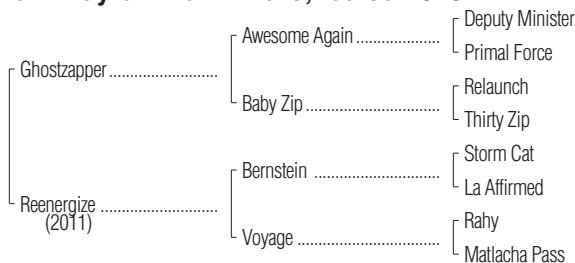 Deputy Minister
Awesome Again ....................
Primal Force
Ghostzapper..........................
Relaunch
Baby Zip .................................
Thirty Zip
Storm Cat
Bernstein ...............................
La Affirmed
Reenergize ............................
(2011)
Rahy
Voyage ...................................
Matlacha Pass